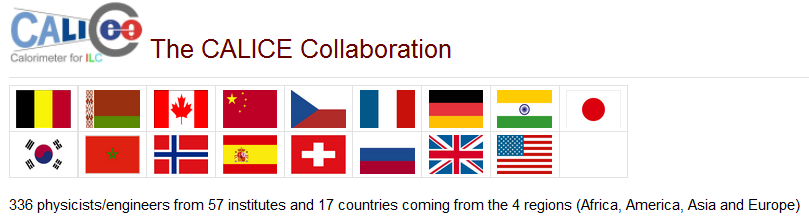 CALICE
Calorimeter for ILC
The CALICE Collaboration
336 physicists/engineers from 57 institutes and 17 countries coming from the 4 regions (Africa, America, Asia and Europe)